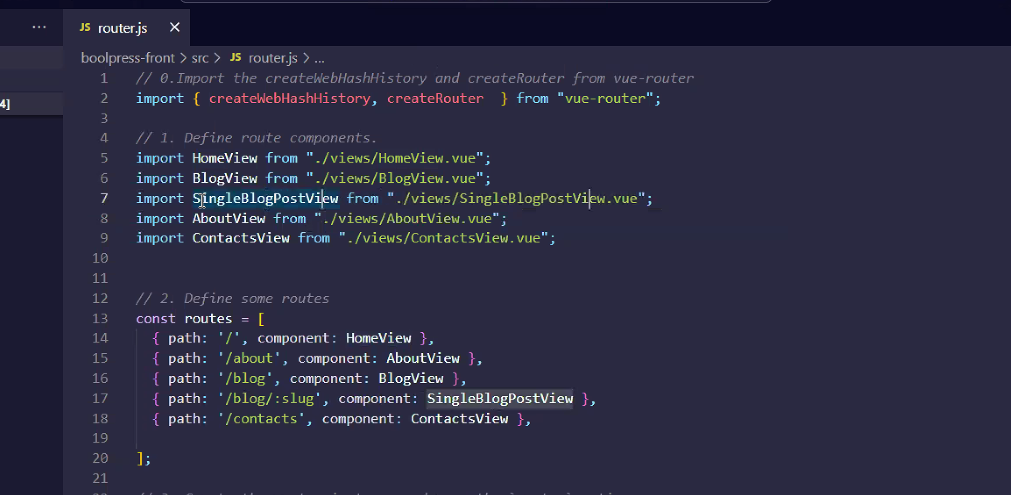 ···
JS router.js ×
boolpress-front > src > JS router.js > ...
4]
1 // 0.Import the createWebHashHistory and createRouter from vue-router
2 import { createWebHashHistory, createRouter } from "vue-router";
3
4 // 1. Define route components.
5 import HomeView from "./views/HomeView.vue";
6 import BlogView from "./views/BlogView.vue";
7 import SingleBlogPostView from "./views/SingleBlogPostView.vue";
8 import AboutView from "./views/AboutView.vue";
9 import ContactsView from "./views/ContactsView.vue";
10
11
12 // 2. Define some routes
13 const routes = [
14 { path: '/', component: HomeView },
15 { path: '/about', component: AboutView },
16 { path: '/blog', component: BlogView },
17 { path: '/blog/:slug', component: SingleBlogPostView },
18 { path: '/contacts', component: ContactsView },
19
20 ];
21